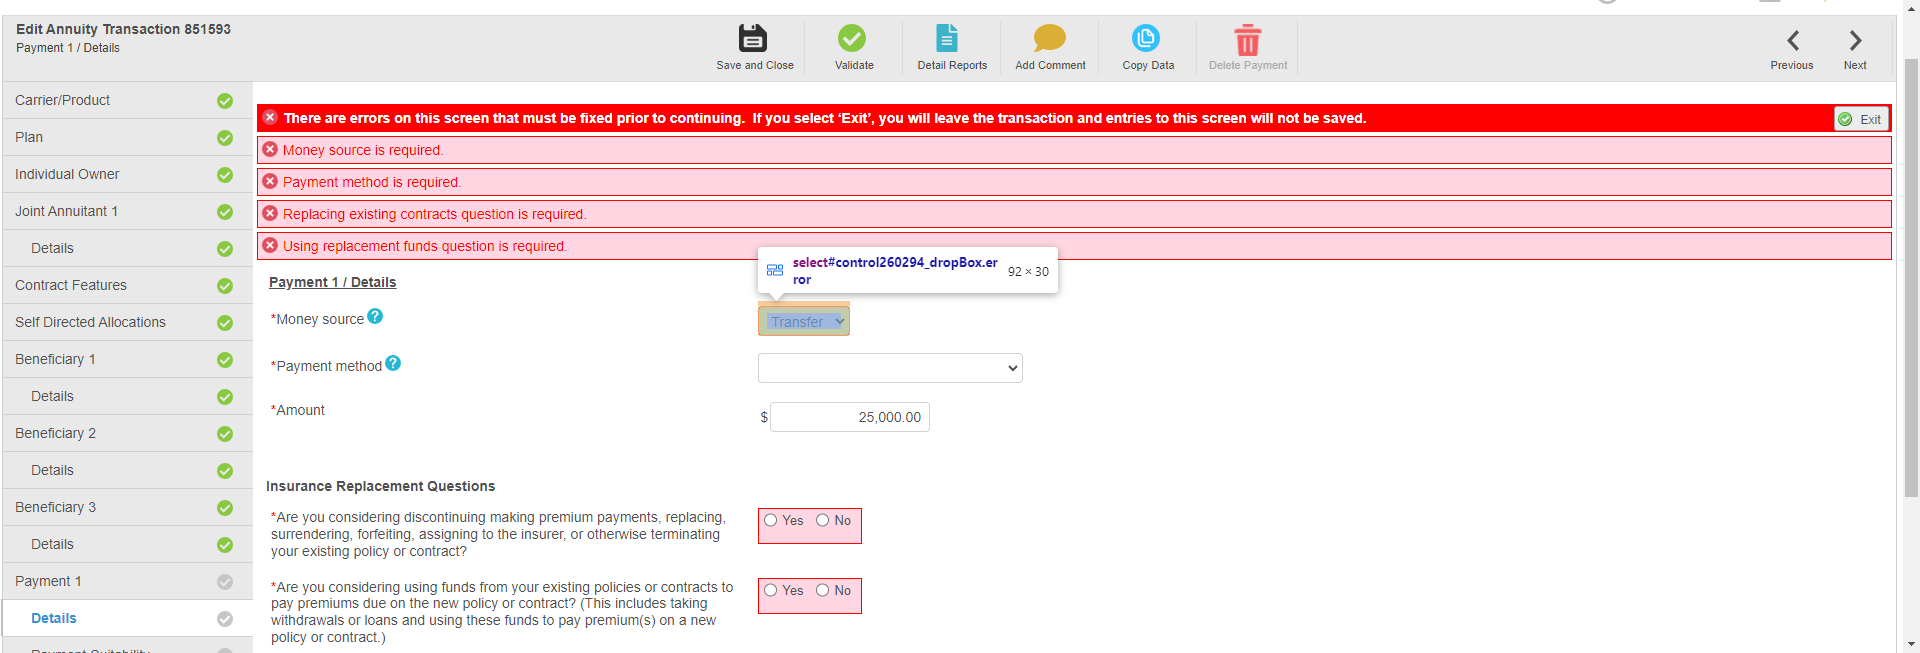 Edit Annuity Transaction 851593
Payment 1 / Details
Save and Close
Validate
Detail Reports
Add Comment
Copy Data
Delete Payment
Previous
Next
Carrier/Product
Plan
Individual Owner
Joint Annuitant 1
Details
Contract Features
Self Directed Allocations
Beneficiary 1
Details
Beneficiary 2
Details
Beneficiary 3
Details
Payment 1
Details
Payment Suitability
There are errors on this screen that must be fixed prior to continuing. If you select ‘Exit’, you will leave the transaction and entries to this screen will not be saved.
Exit
Money source is required.
Payment method is required.
Replacing existing contracts question is required.
Using replacement funds question is required.
select#control260294_dropBox.er
ror
92 × 30
Payment 1 / Details
*Money source ?
Transfer
*Payment method ?
*Amount
$ 25,000.00
Insurance Replacement Questions
*Are you considering discontinuing making premium payments, replacing,
surrendering, forfeiting, assigning to the insurer, or otherwise terminating
your existing policy or contract?
Yes No
*Are you considering using funds from your existing policies or contracts to
pay premiums due on the new policy or contract? (This includes taking
withdrawals or loans and using these funds to pay premium(s) on a new
policy or contract.)
Yes No